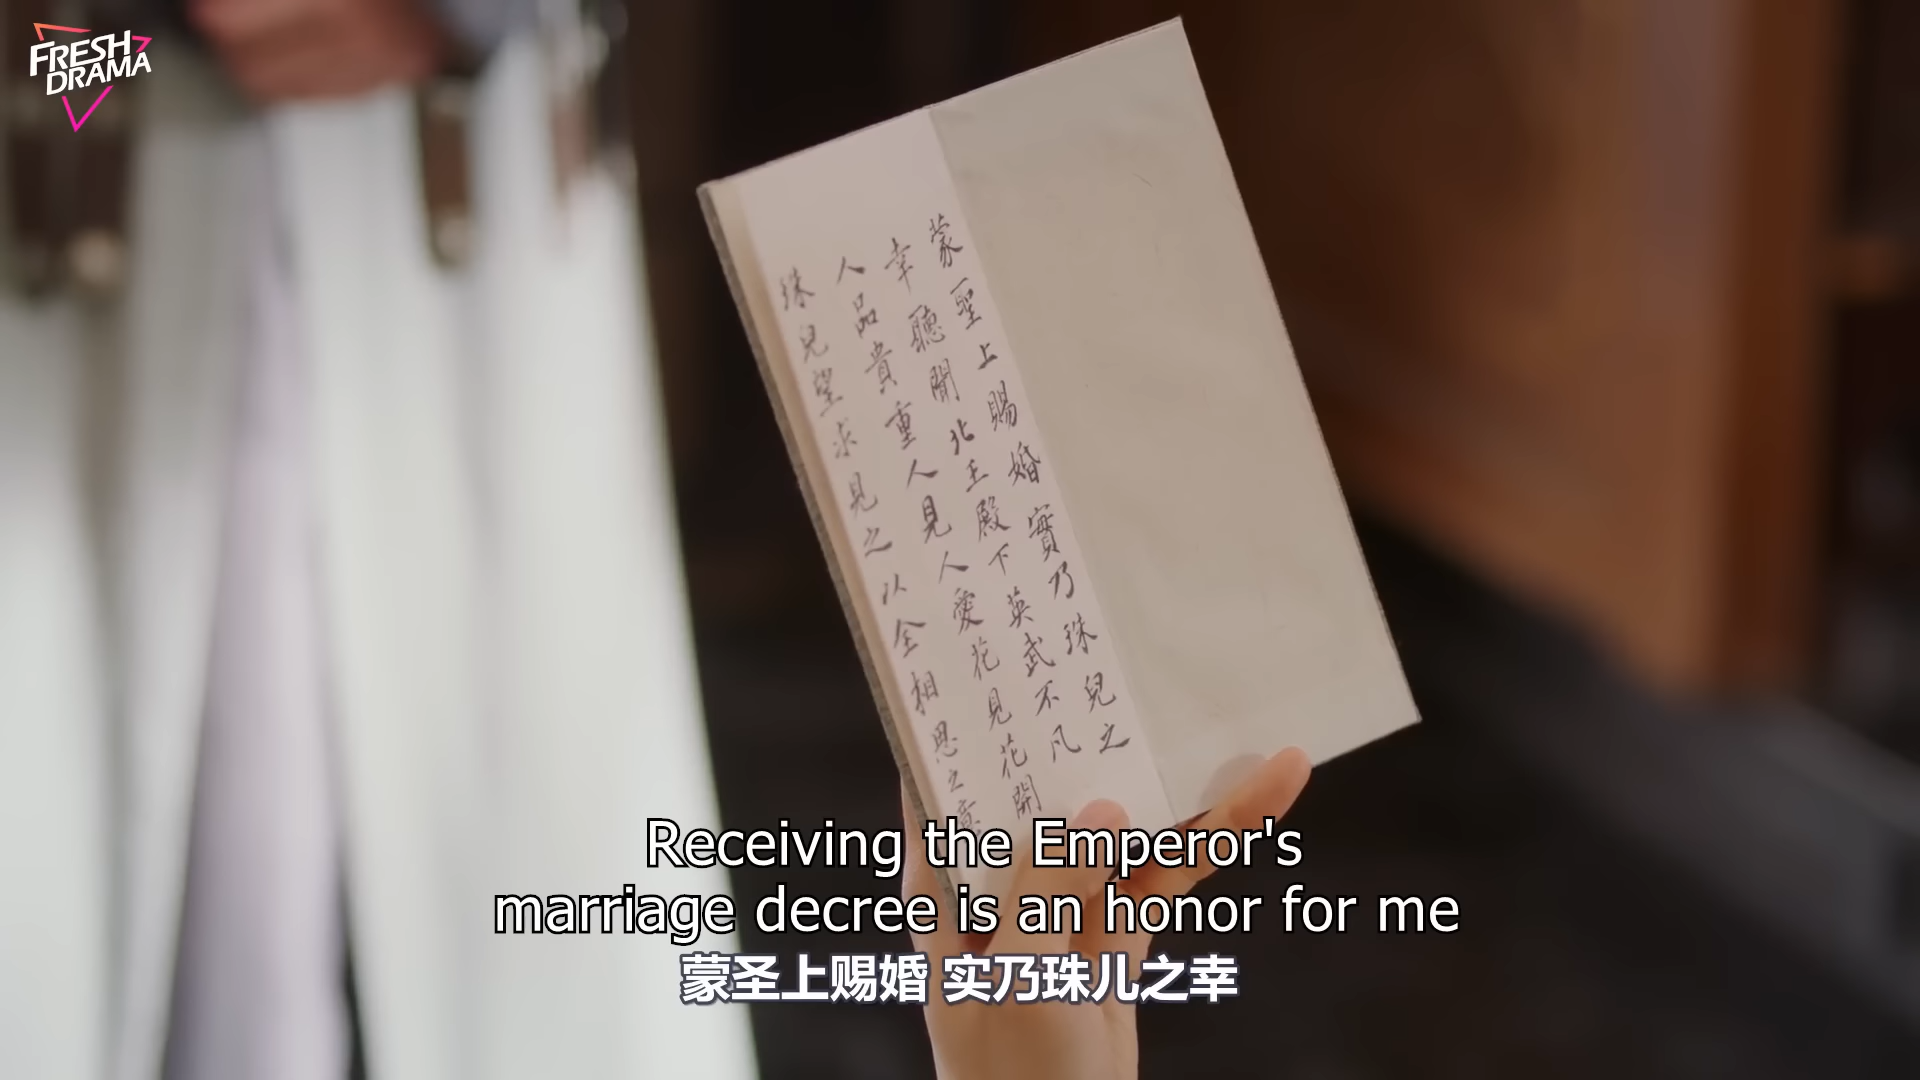 FRESH
DRAMA
蒙聖上賜婚實乃珠兒之
幸聽聞北王殿下英武不凡
人品貴重人見人愛花見花開
珠兒望求見之以全相思之意
Receiving the Emperor's
marriage decree is an honor for me
蒙圣上赐婚 实乃珠儿之幸